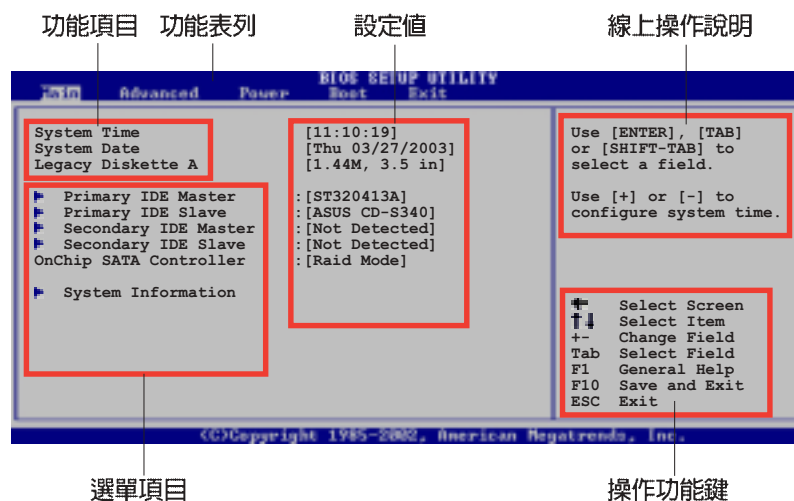 功能項目 功能表列 設定值 線上操作說明
BIOS SETUP UTILITY
Main Advanced Power Boot Exit
System Time [11:10:19]
System Date [Thu 03/27/2003]
Legacy Diskette A [1.44M, 3.5 in]
Primary IDE Master :[ST320413A]
Primary IDE Slave :[ASUS CD-S340]
Secondary IDE Master :[Not Detected]
Secondary IDE Slave :[Not Detected]
OnChip SATA Controller :[Raid Mode]
System Information
Use [ENTER], [TAB]
or [SHIFT-TAB] to
select a field.
Use [+] or [-] to
configure system time.
← Select Screen
↑↓ Select Item
+- Change Field
Tab Select Field
F1 General Help
F10 Save and Exit
ESC Exit
(C)Copyright 1985-2002, American Megatrends, Inc.
選單項目 操作功能鍵